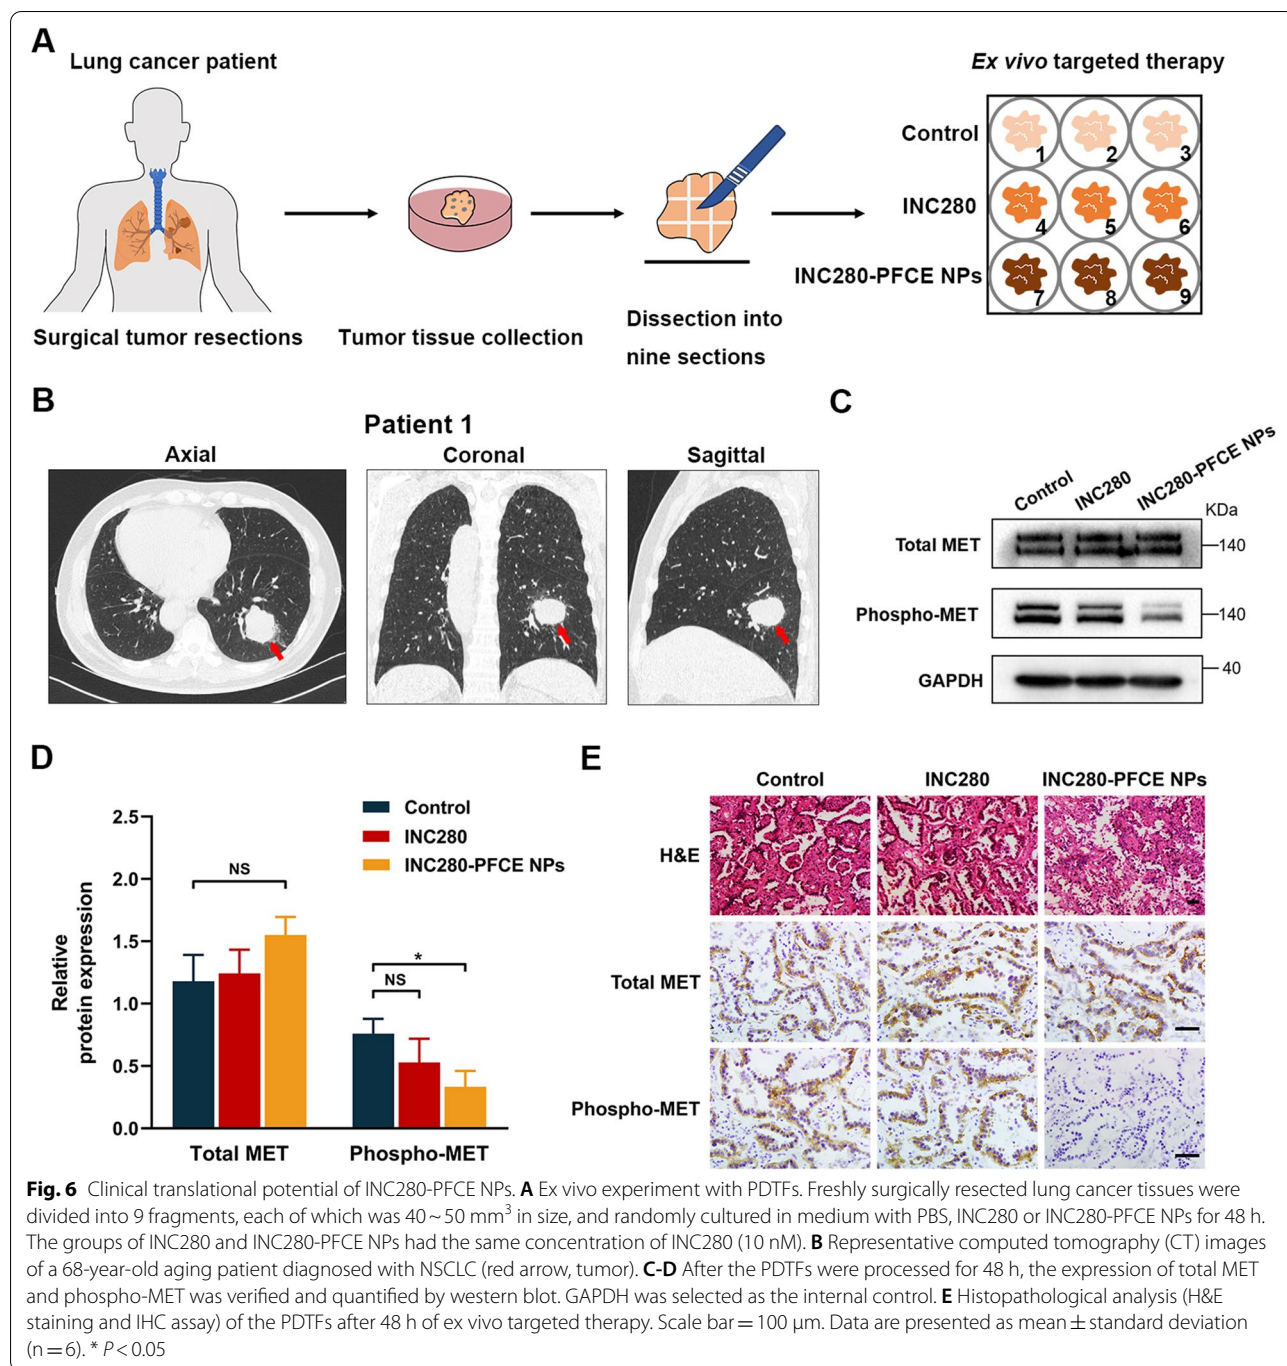 A
Lung cancer patient
Ex vivo targeted therapy
Control
1
2
3
INC280
4
5
6
INC280-PFCE NPs
7
8
9
Surgical tumor resections
Tumor tissue collection
Dissection into
nine sections
B
Patient 1
Axial
Coronal
Sagittal
C
Control
INC280
INC280-PFCE NPs
KDa
Total MET
140
Phospho-MET
140
40
GAPDH
D
Control
INC280
INC280-PFCE NPs
Relative
protein expression
2.5
2.0
1.5
1.0
0.5
0.0
NS
*
NS
Total MET
Phospho-MET
E
Control
INC280
INC280-PFCE NPs
H&E
Total MET
Phospho-MET
Fig. 6 Clinical translational potential of INC280-PFCE NPs. A Ex vivo experiment with PDTFs. Freshly surgically resected lung cancer tissues were
divided into 9 fragments, each of which was 40 ~ 50 mm³ in size, and randomly cultured in medium with PBS, INC280 or INC280-PFCE NPs for 48 h.
The groups of INC280 and INC280-PFCE NPs had the same concentration of INC280 (10 nM). B Representative computed tomography (CT) images
of a 68-year-old aging patient diagnosed with NSCLC (red arrow, tumor). C-D After the PDTFs were processed for 48 h, the expression of total MET
and phospho-MET was verified and quantified by western blot. GAPDH was selected as the internal control. E Histopathological analysis (H&E
staining and IHC assay) of the PDTFs after 48 h of ex vivo targeted therapy. Scale bar = 100 μm. Data are presented as mean ± standard deviation
(n = 6). * P < 0.05